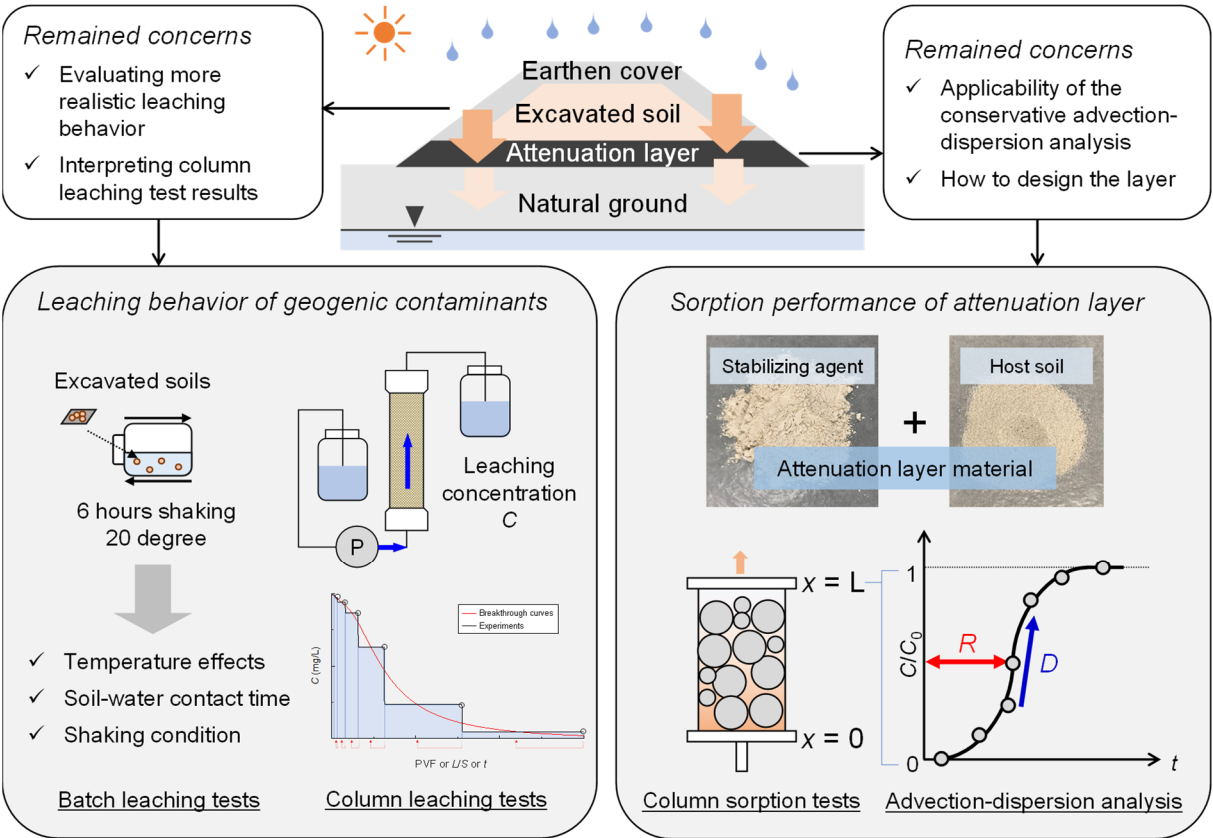 Remained concerns
✓ Evaluating more
realistic leaching
behavior
✓ Interpreting column
leaching test results
Earthen cover
Excavated soil
Attenuation layer
Natural ground
Remained concerns
✓ Applicability of the
conservative advection-
dispersion analysis
✓ How to design the layer
Leaching behavior of geogenic contaminants
Excavated soils
6 hours shaking
20 degree
✓ Temperature effects
✓ Soil-water contact time
✓ Shaking condition
Batch leaching tests
P
Leaching
concentration
C
Breakthrough curves
Experiments
C (mg/L)
PVF or L/S or t
Column leaching tests
Sorption performance of attenuation layer
Stabilizing agent
+
Host soil
Attenuation layer material
x = L
x = 0
Column sorption tests
1
C/C0
0
R
D
t
Advection-dispersion analysis